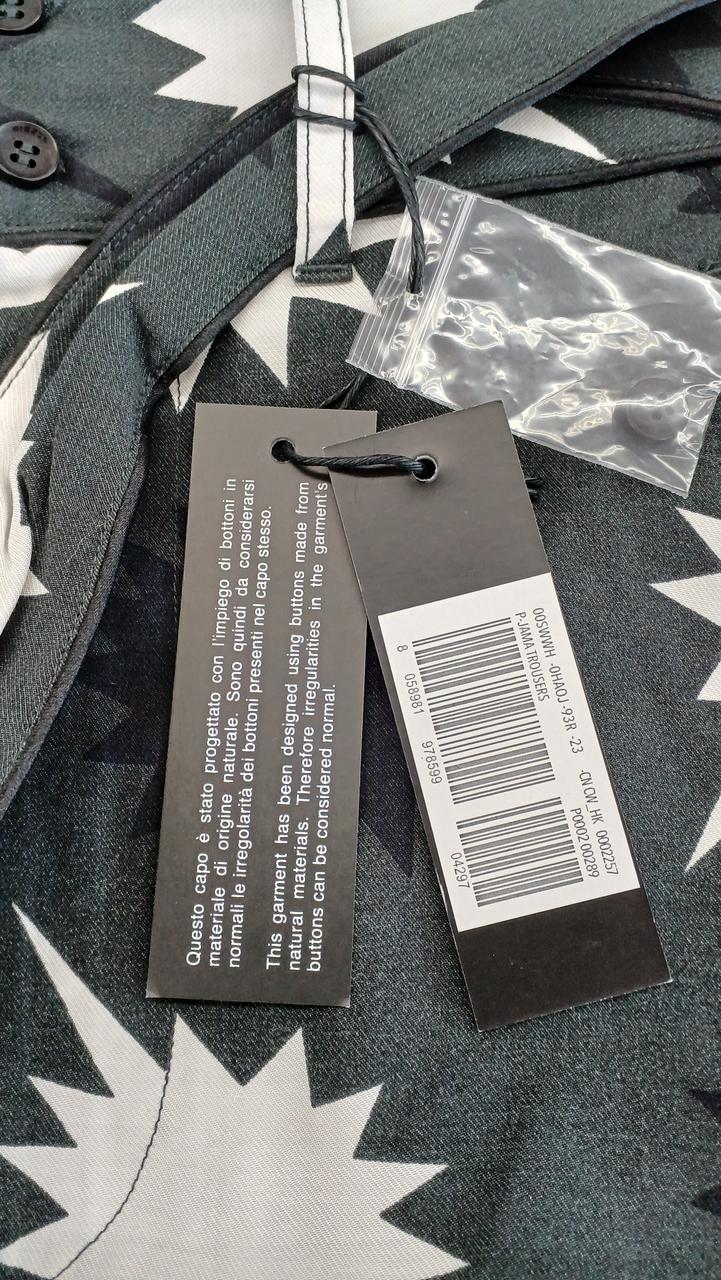 Questo capo è stato progettato con l'impiego di bottoni in
materiale di origine naturale. Sono quindi da considerarsi
normali le irregolarità dei bottoni presenti nel capo stesso.
This garment has been designed using buttons made from
natural materials. Therefore irregularities in the garment's
buttons can be considered normal.
00SWWH -0HAOJ -93R -23
P-JAMA TROUSERS
CN CW_HK 0002257
P0002.00289
8 058981 978599
04297